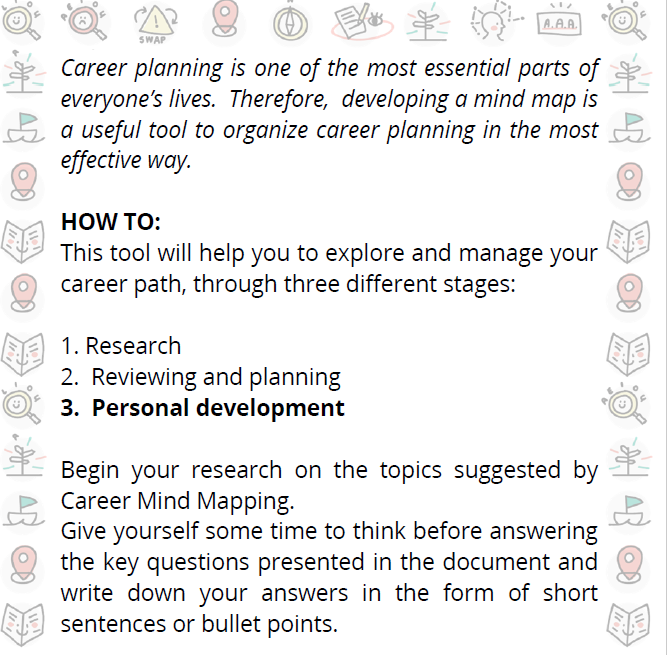 SWAP
A.A.A.
Career planning is one of the most essential parts of
everyone's lives.  Therefore,  developing a mind map is
a useful tool to organize career planning in the most
effective way.
HOW TO:
This tool will help you to explore and manage your
career path, through three different stages:
1. Research
2.  Reviewing and planning
3.  Personal development
Begin your research on the topics suggested by
Career Mind Mapping.
Give yourself some time to think before answering
the key questions presented in the document and
write down your answers in the form of short
sentences or bullet points.